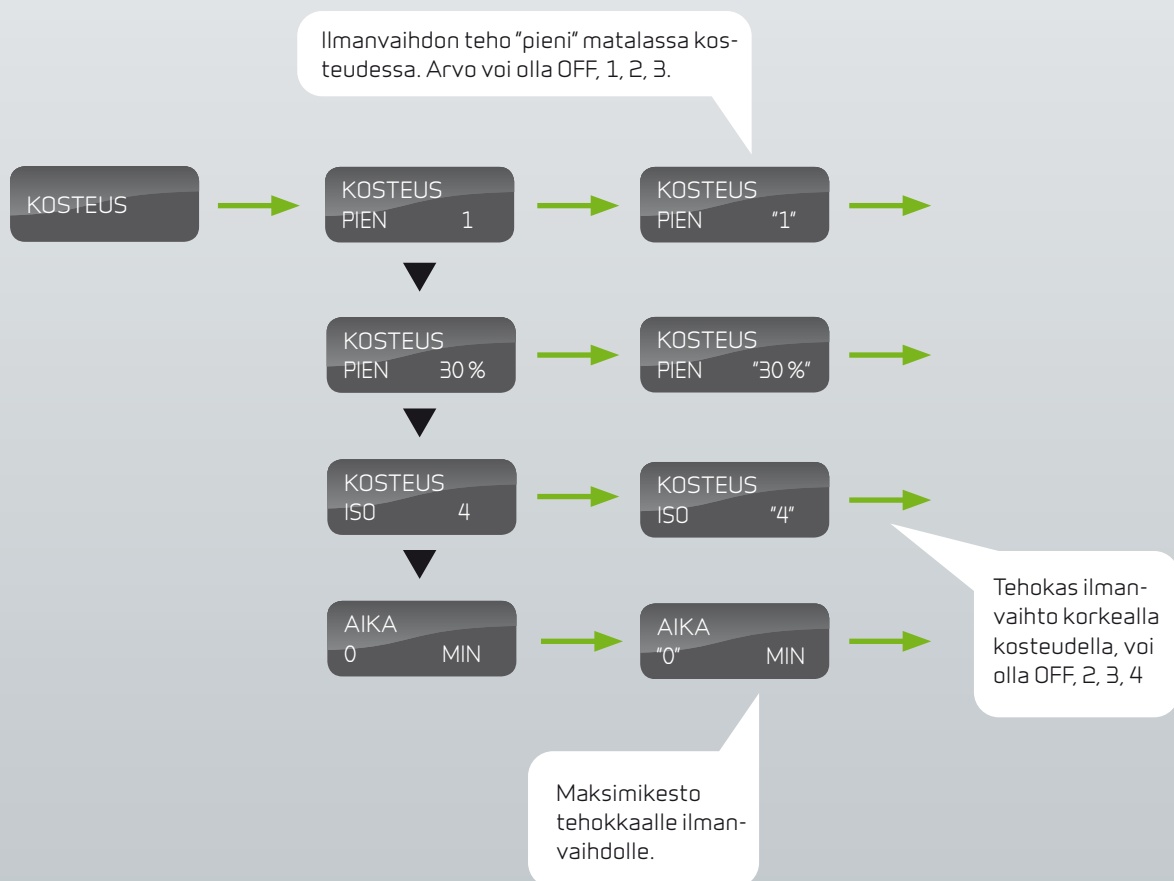 Ilmanvaihdon teho "pieni" matalassa kos-
teudessa. Arvo voi olla OFF, 1, 2, 3.
KOSTEUS
KOSTEUS
PIEN 1
KOSTEUS
PIEN "1"
KOSTEUS
PIEN 30 %
KOSTEUS
PIEN "30 %"
KOSTEUS
ISO 4
KOSTEUS
ISO "4"
Tehokas ilman-
vaihto korkealla
kosteudella, voi
olla OFF, 2, 3, 4
AIKA
0 MIN
AIKA
"0" MIN
Maksimikesto
tehokkaalle ilman-
vaihdolle.